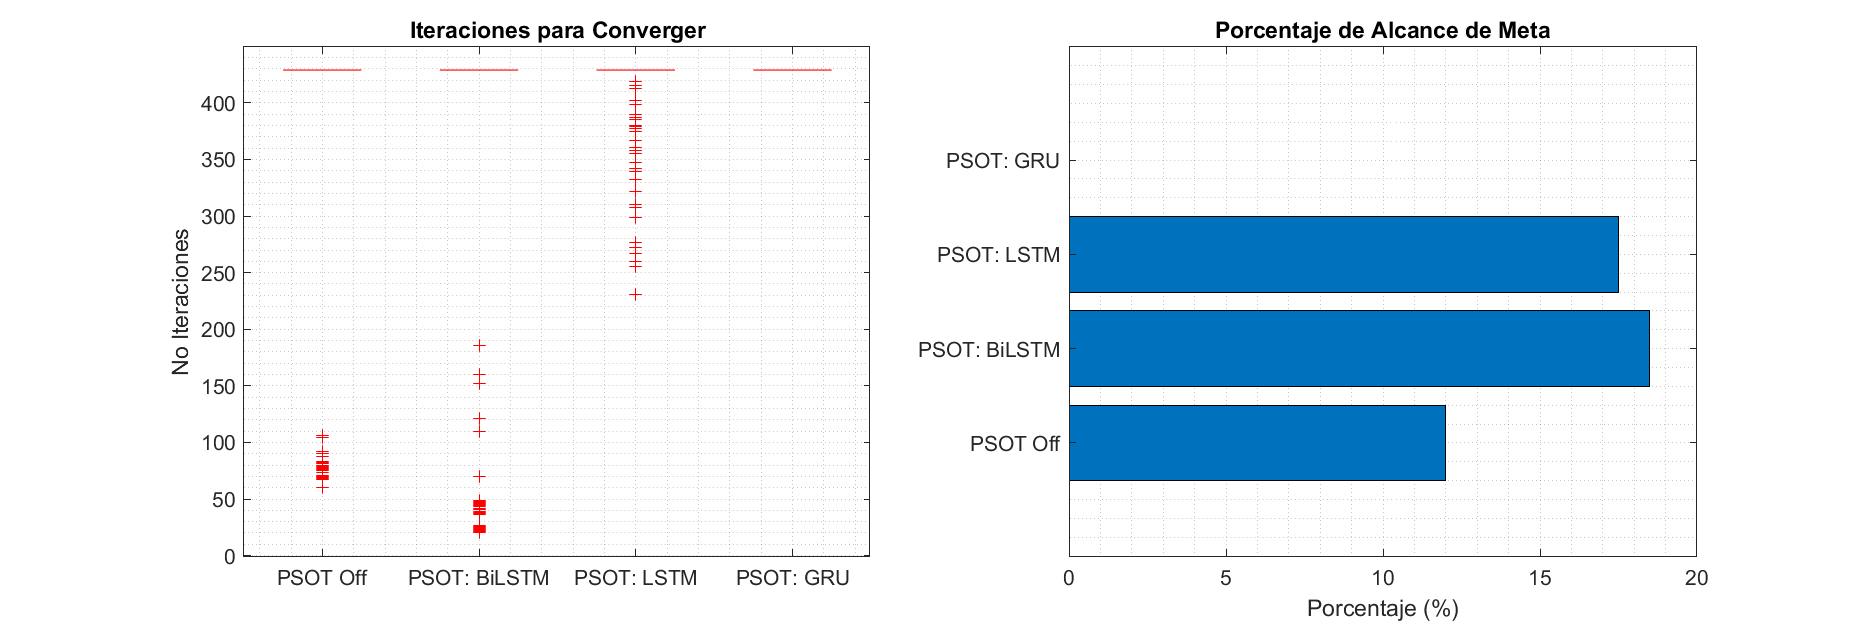 Iteraciones para Converger
No Iteraciones
400
350
300
250
200
150
100
50
0
PSOT Off
PSOT: BiLSTM
PSOT: LSTM
PSOT: GRU
Porcentaje de Alcance de Meta
PSOT: GRU
PSOT: LSTM
PSOT: BiLSTM
PSOT Off
0
5
10
15
20
Porcentaje (%)